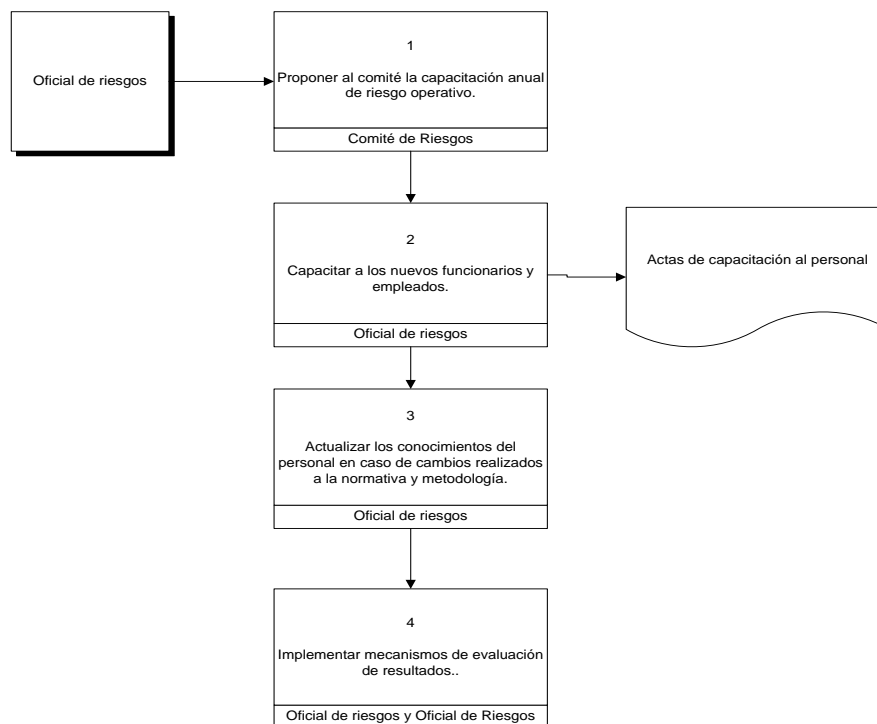 Oficial de riesgos
1
Proponer al comité la capacitación anual
de riesgo operativo.
Comité de Riesgos
2
Capacitar a los nuevos funcionarios y
empleados.
Oficial de riesgos
Actas de capacitación al personal
3
Actualizar los conocimientos del
personal en caso de cambios realizados
a la normativa y metodología.
Oficial de riesgos
4
Implementar mecanismos de evaluación
de resultados..
Oficial de riesgos y Oficial de Riesgos